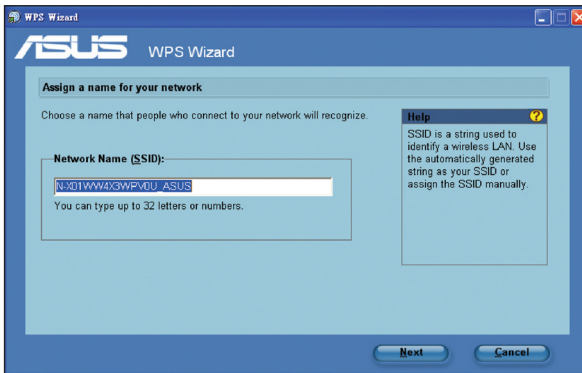 WPS Wizard
ASUS WPS Wizard
Assign a name for your network
Choose a name that people who connect to your network will recognize.
Network Name (SSID):
N-X01WW4X3WPV0U_ASUS
You can type up to 32 letters or numbers.
Help
SSID is a string used to
identify a wireless LAN. Use
the automatically generated
string as your SSID or
assign the SSID manually.
Next
Cancel